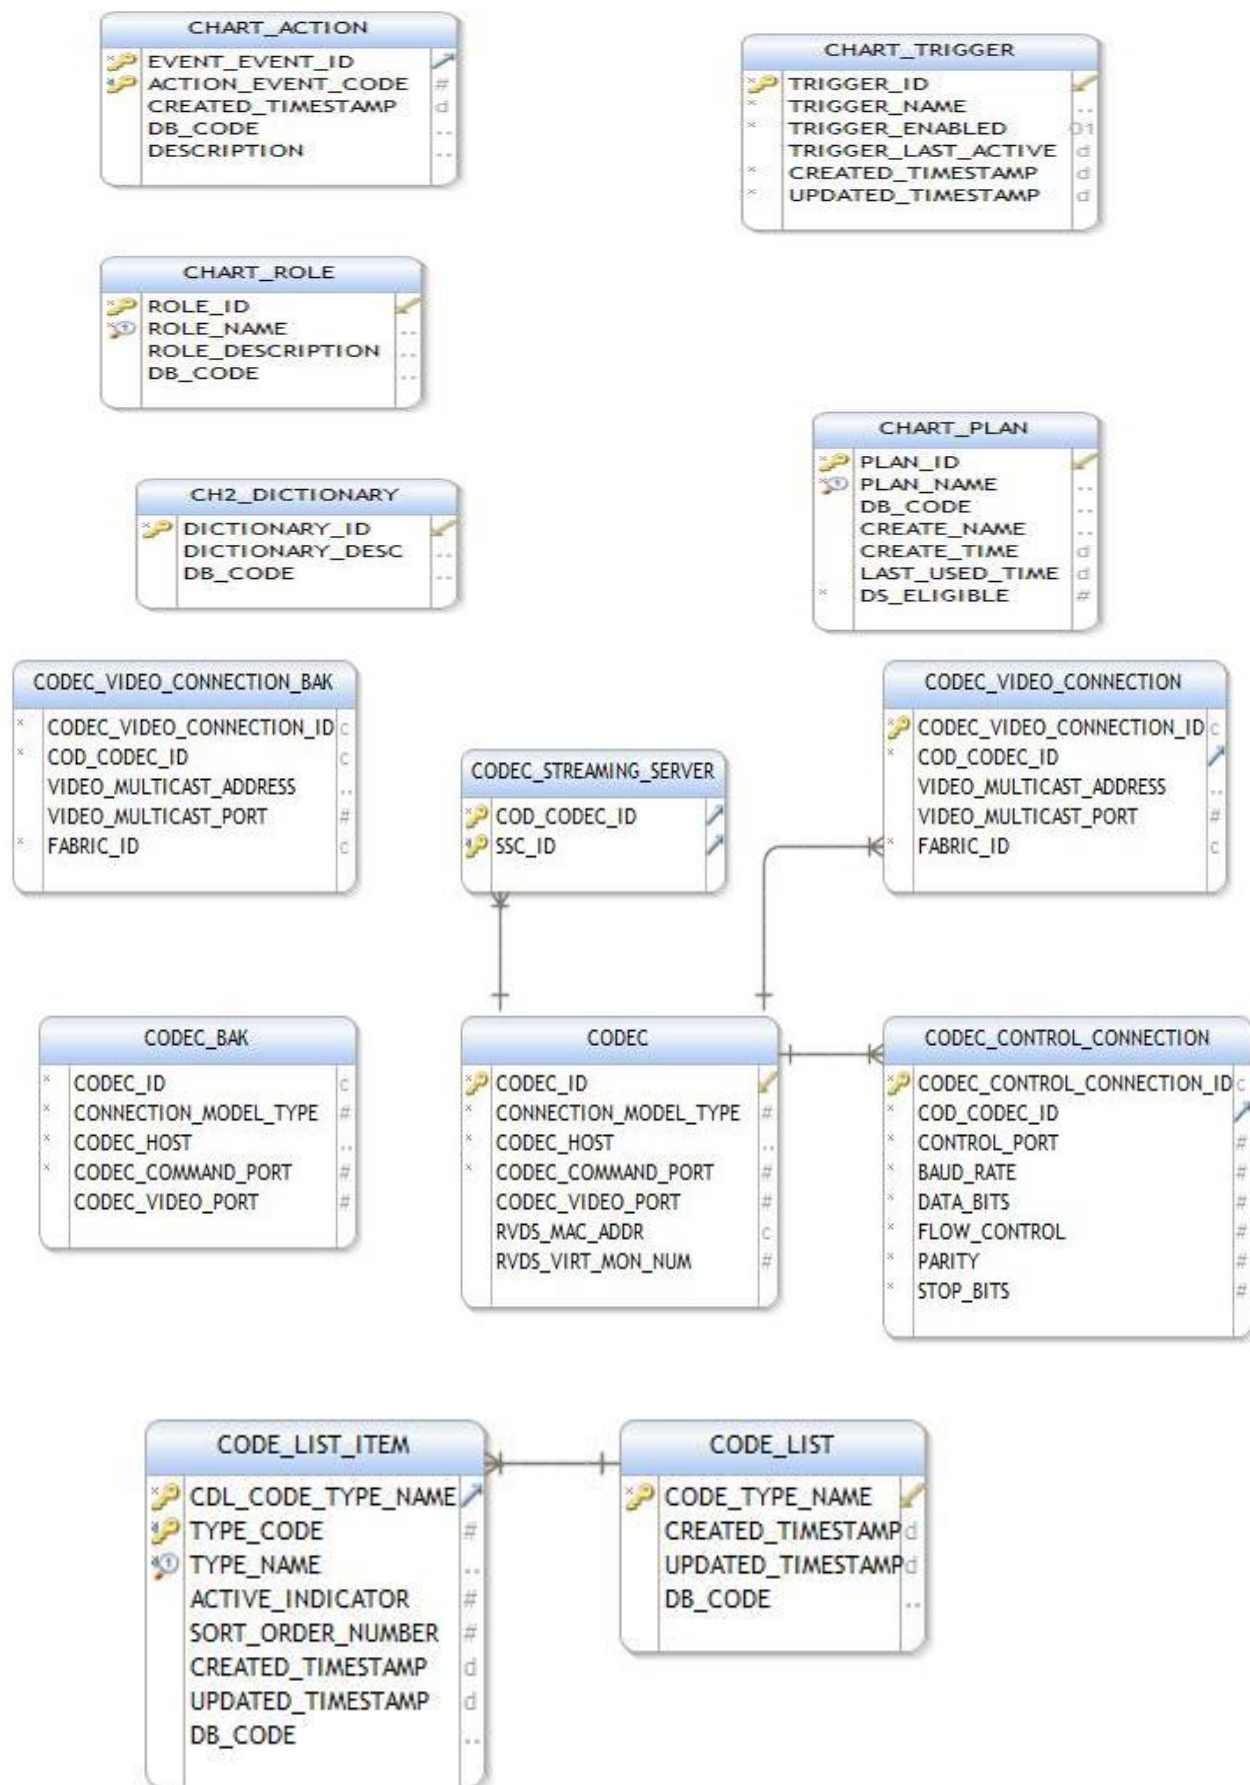 CHART_ACTION
EVENT_EVENT_ID
ACTION_EVENT_CODE #
CREATED_TIMESTAMP d
DB_CODE ..
DESCRIPTION ..
CHART_TRIGGER
TRIGGER_ID
* TRIGGER_NAME ..
* TRIGGER_ENABLED 01
TRIGGER_LAST_ACTIVE d
* CREATED_TIMESTAMP d
* UPDATED_TIMESTAMP d
CHART_ROLE
ROLE_ID
ROLE_NAME ..
ROLE_DESCRIPTION ..
DB_CODE ..
CHART_PLAN
PLAN_ID
PLAN_NAME ..
DB_CODE ..
CREATE_NAME ..
CREATE_TIME d
LAST_USED_TIME d
* DS_ELIGIBLE #
CH2_DICTIONARY
DICTIONARY_ID
DICTIONARY_DESC ..
DB_CODE ..
CODEC_VIDEO_CONNECTION_BAK
* CODEC_VIDEO_CONNECTION_ID c
* COD_CODEC_ID c
VIDEO_MULTICAST_ADDRESS ..
VIDEO_MULTICAST_PORT #
* FABRIC_ID c
CODEC_STREAMING_SERVER
COD_CODEC_ID
SSC_ID
CODEC_VIDEO_CONNECTION
CODEC_VIDEO_CONNECTION_ID c
* COD_CODEC_ID
VIDEO_MULTICAST_ADDRESS ..
VIDEO_MULTICAST_PORT #
* FABRIC_ID c
CODEC_BAK
* CODEC_ID c
* CONNECTION_MODEL_TYPE #
* CODEC_HOST ..
* CODEC_COMMAND_PORT #
CODEC_VIDEO_PORT #
CODEC
CODEC_ID
* CONNECTION_MODEL_TYPE #
* CODEC_HOST ..
* CODEC_COMMAND_PORT #
CODEC_VIDEO_PORT #
RVDS_MAC_ADDR c
RVDS_VIRT_MON_NUM #
CODEC_CONTROL_CONNECTION
CODEC_CONTROL_CONNECTION_ID c
* COD_CODEC_ID
* CONTROL_PORT #
* BAUD_RATE #
* DATA_BITS #
* FLOW_CONTROL #
* PARITY #
* STOP_BITS #
CODE_LIST_ITEM
CDL_CODE_TYPE_NAME
TYPE_CODE #
TYPE_NAME ..
ACTIVE_INDICATOR #
SORT_ORDER_NUMBER #
CREATED_TIMESTAMP d
UPDATED_TIMESTAMP d
DB_CODE ..
CODE_LIST
CODE_TYPE_NAME
CREATED_TIMESTAMP d
UPDATED_TIMESTAMP d
DB_CODE ..